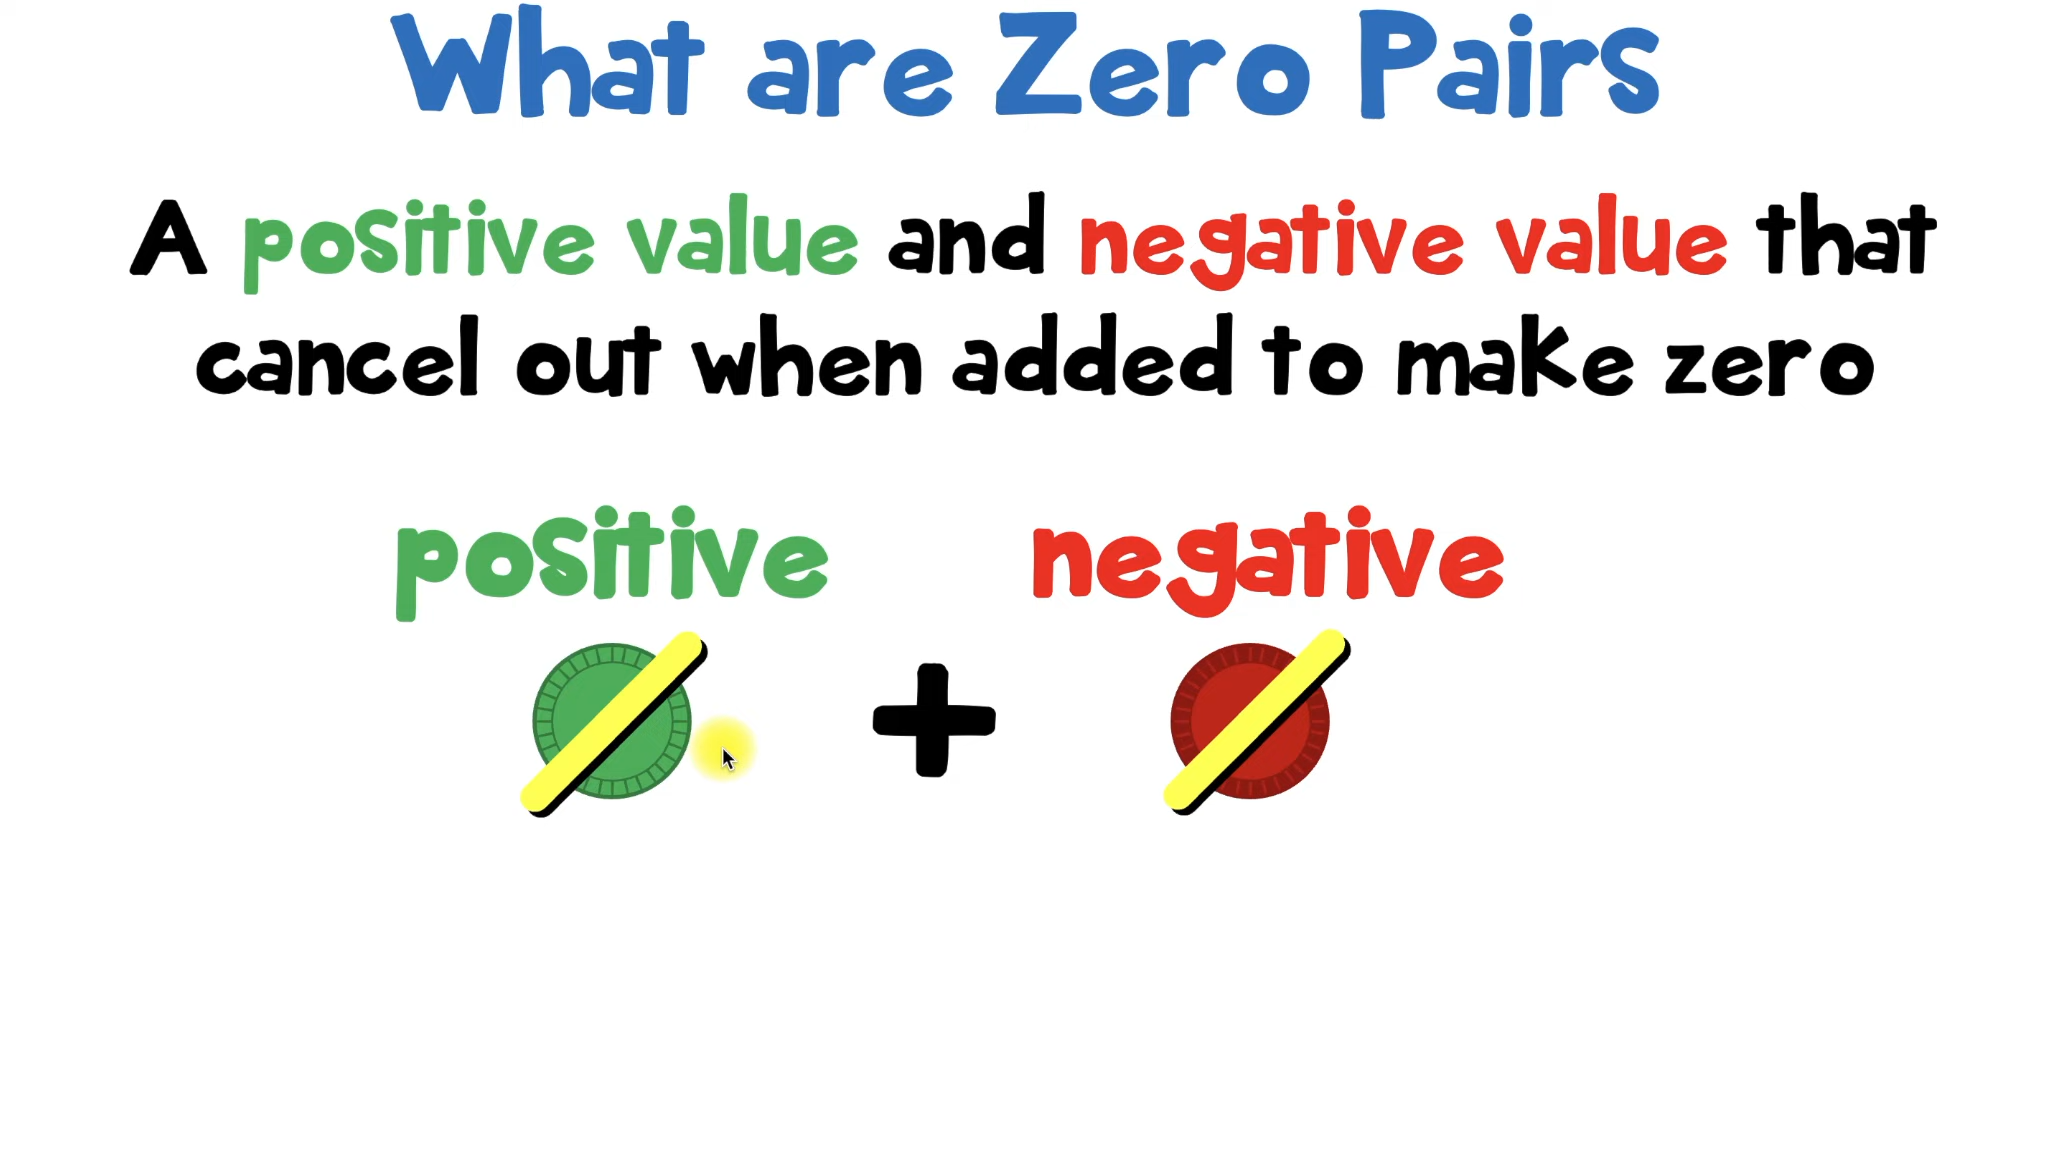 What are Zero Pairs
A positive value and negative value that
cancel out when added to make zero
positive negative
+